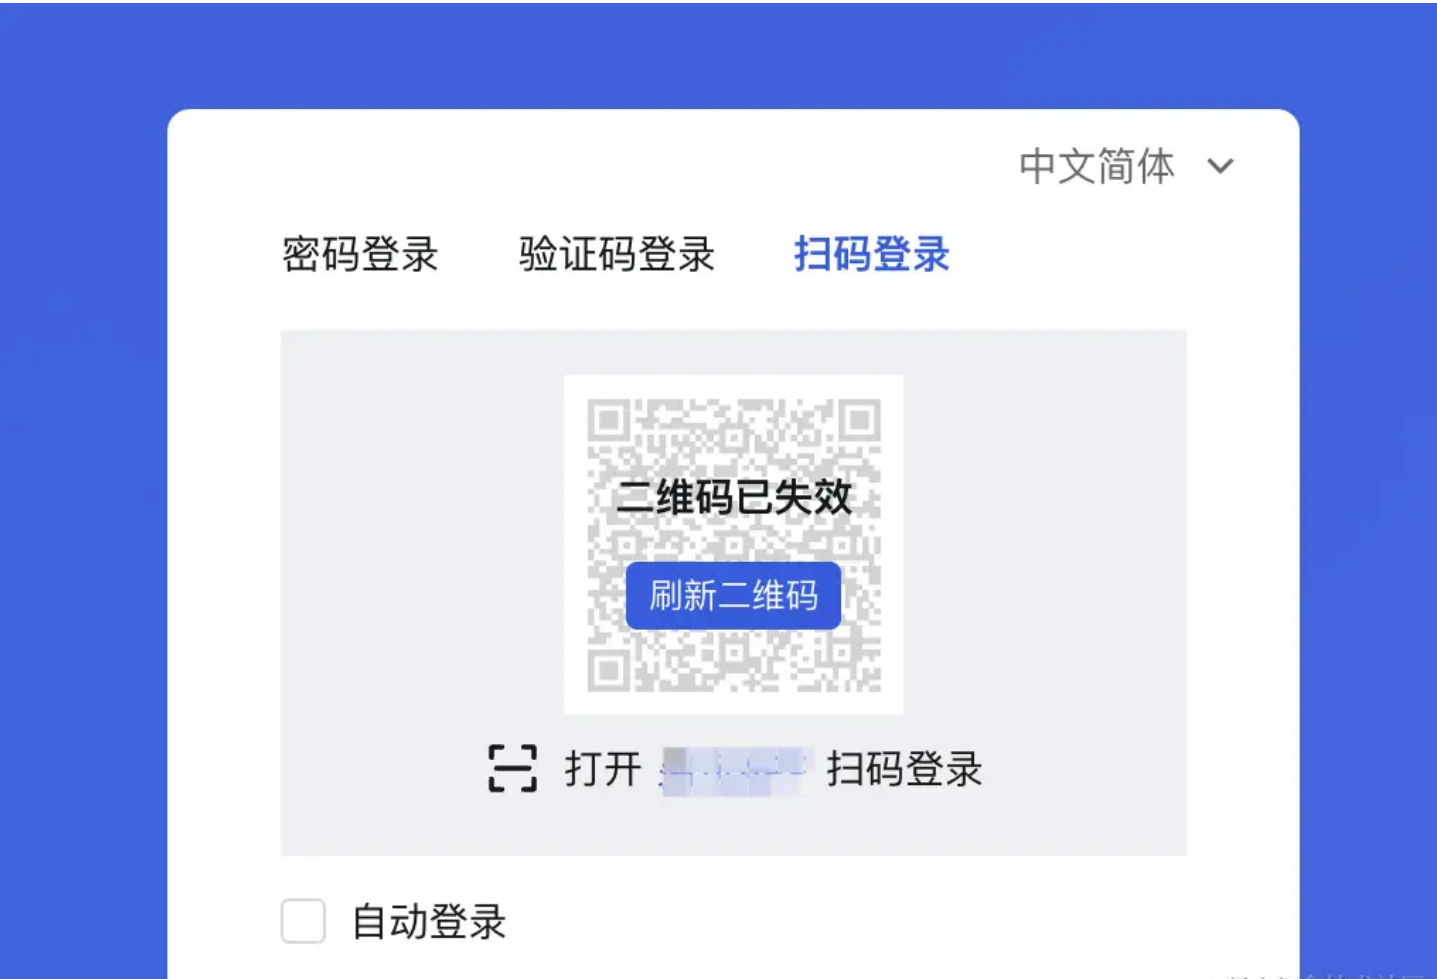 中文简体
密码登录 验证码登录 扫码登录
二维码已失效
刷新二维码
打开 扫码登录
自动登录